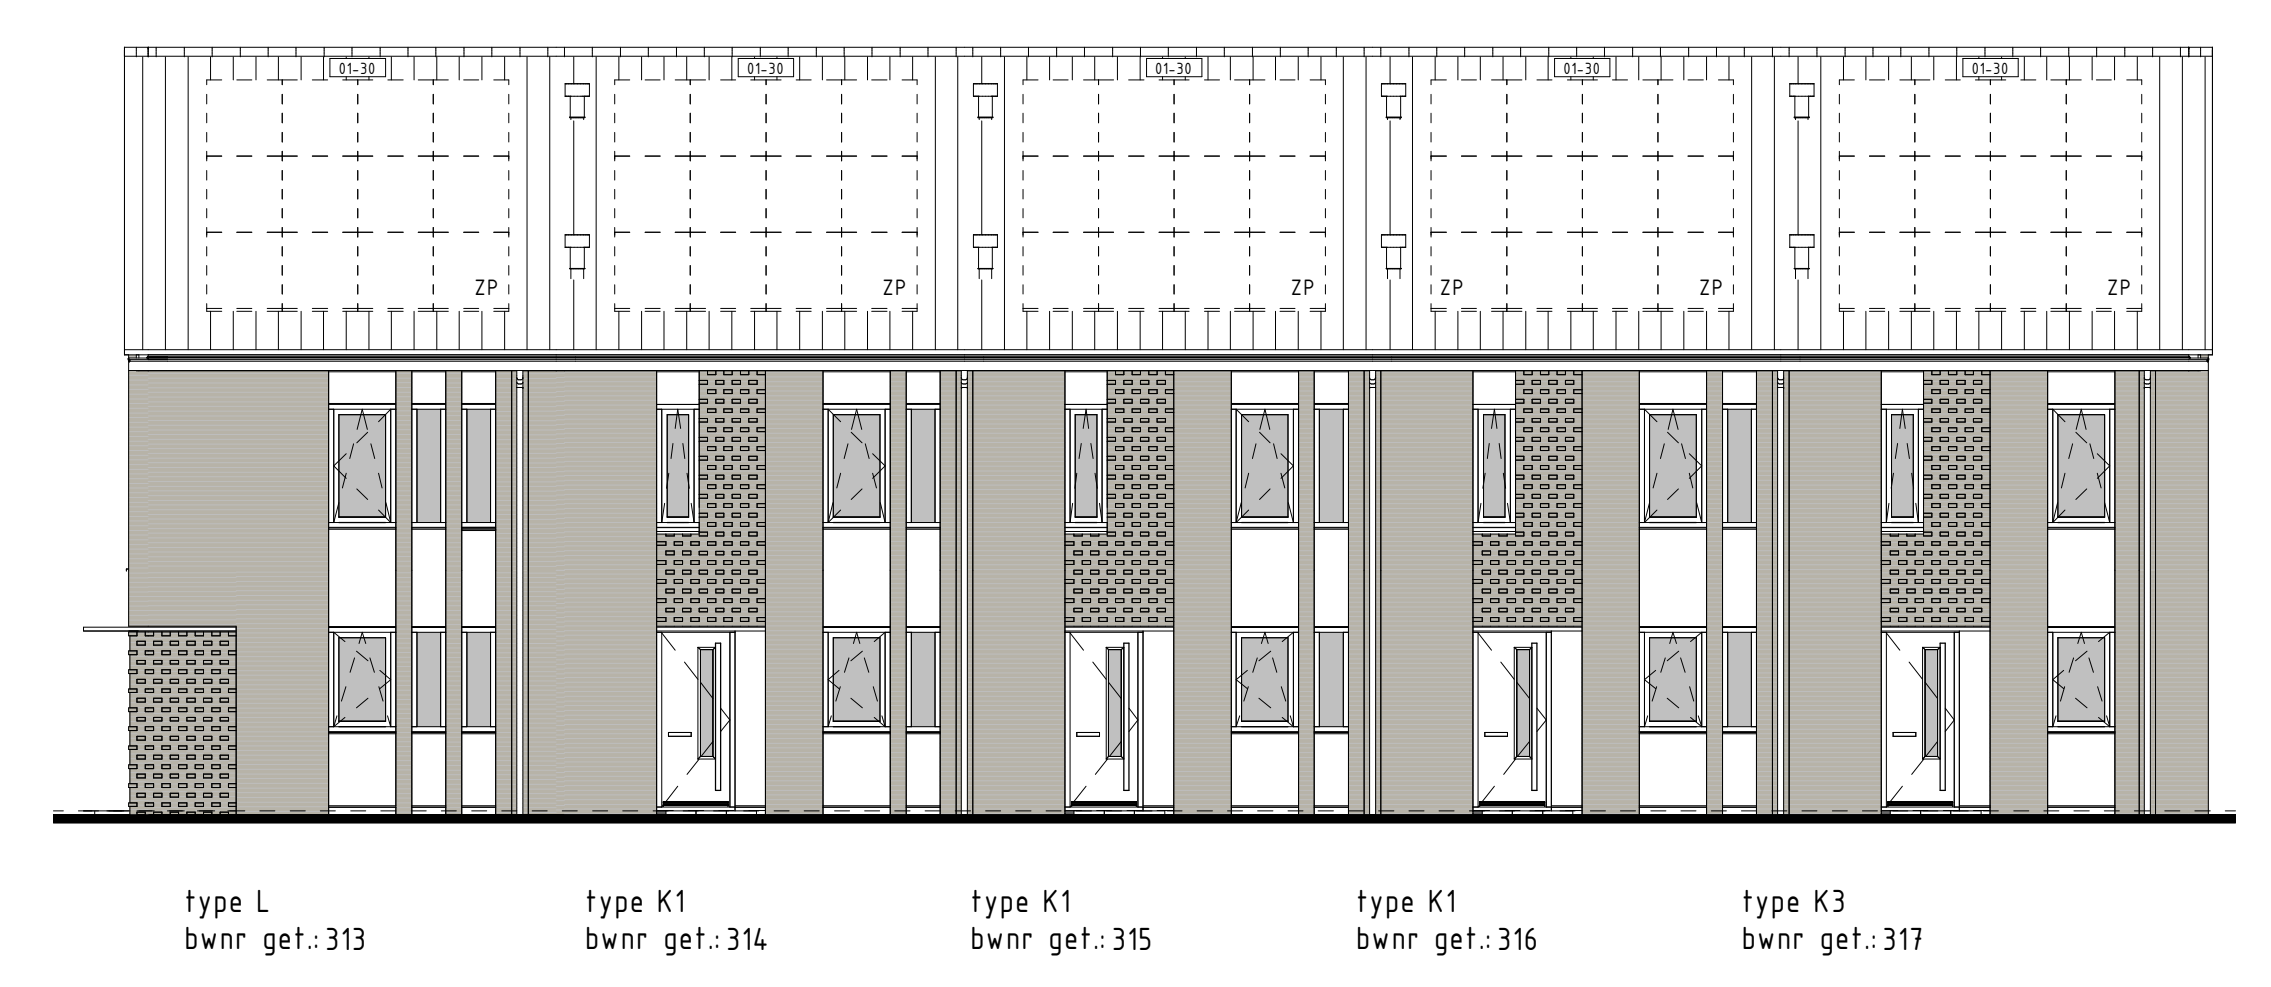 01-30 01-30 01-30 01-30 01-30
ZP ZP ZP ZP ZP ZP
type L
bwnr get.: 313
type K1
bwnr get.: 314
type K1
bwnr get.: 315
type K1
bwnr get.: 316
type K3
bwnr get.: 317